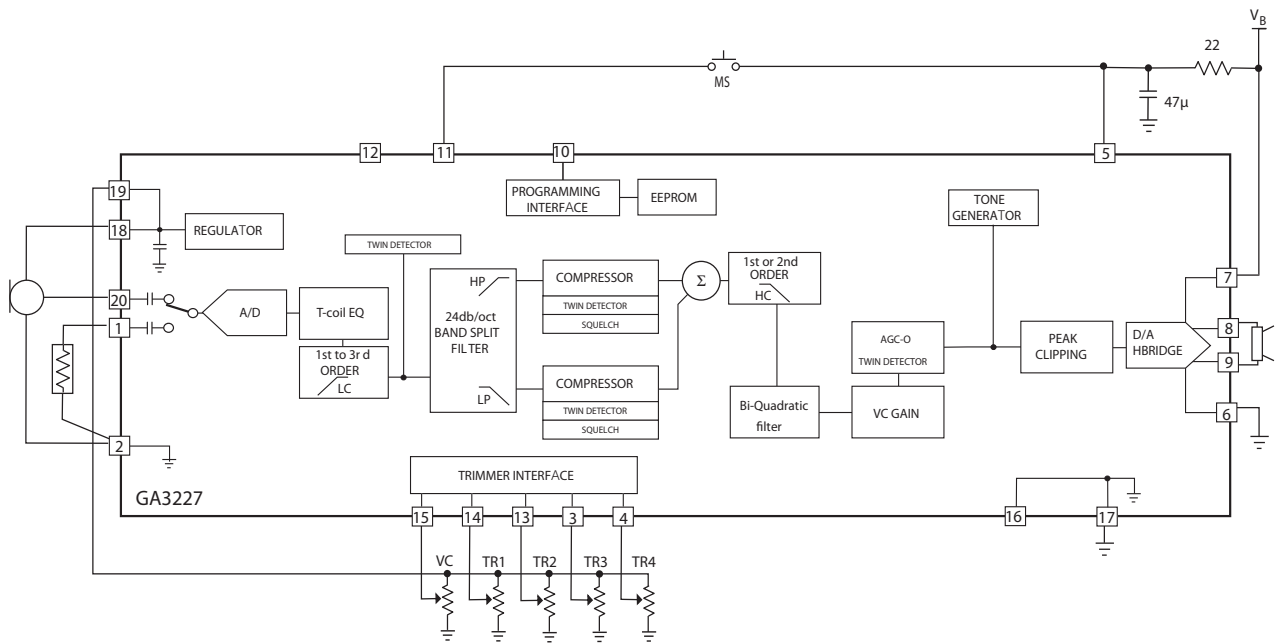 VB
22
MS
47µ
12
11
10
5
19
PROGRAMMING
INTERFACE
EEPROM
TONE
GENERATOR
18
REGULATOR
TWIN DETECTOR
HP
COMPRESSOR
TWIN DETECTOR
SQUELCH
Σ
1st or 2nd
ORDER
HC
7
20
A/D
T-coil EQ
24db/oct
BAND SPLIT
FILTER
1
1st to 3r d
ORDER
LC
AGC-O
TWIN DETECTOR
PEAK
CLIPPING
D/A
HBRIDGE
8
9
LP
COMPRESSOR
TWIN DETECTOR
SQUELCH
Bi-Quadratic
filter
VC GAIN
6
2
TRIMMER INTERFACE
GA3227
15
14
13
3
4
16
17
VC
TR1
TR2
TR3
TR4